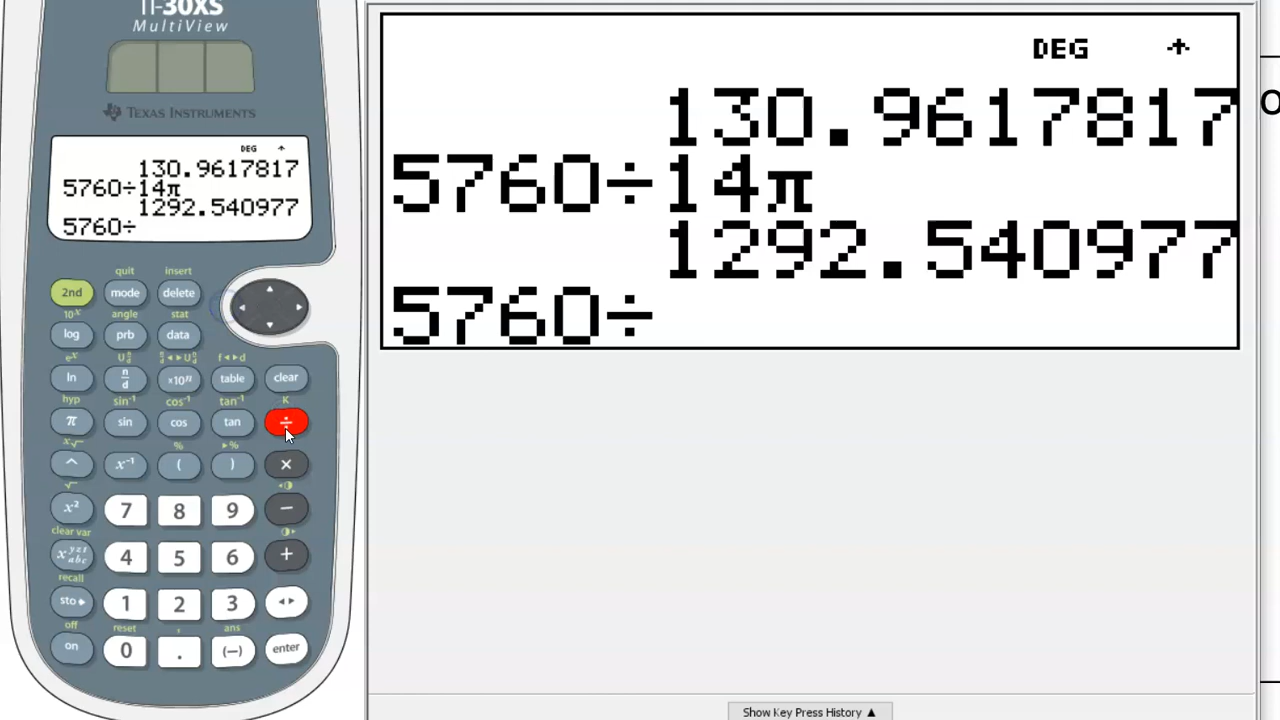 TI-30XS
MultiView
TEXAS INSTRUMENTS
DEG
130.9617817
5760÷14π
1292.540977
5760÷
quit insert
2nd mode delete
10ˣ angle stat
log prb data
eˣ U n/d n/d◄►U n/d f◄►d
ln n/d ×10ⁿ table clear
hyp sin⁻¹ cos⁻¹ tan⁻¹ K
π sin cos tan ÷
ˣ√ % ►%
^ x⁻¹ ( ) ×
√
x² 7 8 9 −
clear var
x yzt abc 4 5 6 +
recall
sto► 1 2 3 ◄►
off reset , ans
on 0 . (−) enter
DEG
130.9617817
5760÷14π
1292.540977
5760÷
Show Key Press History ▲